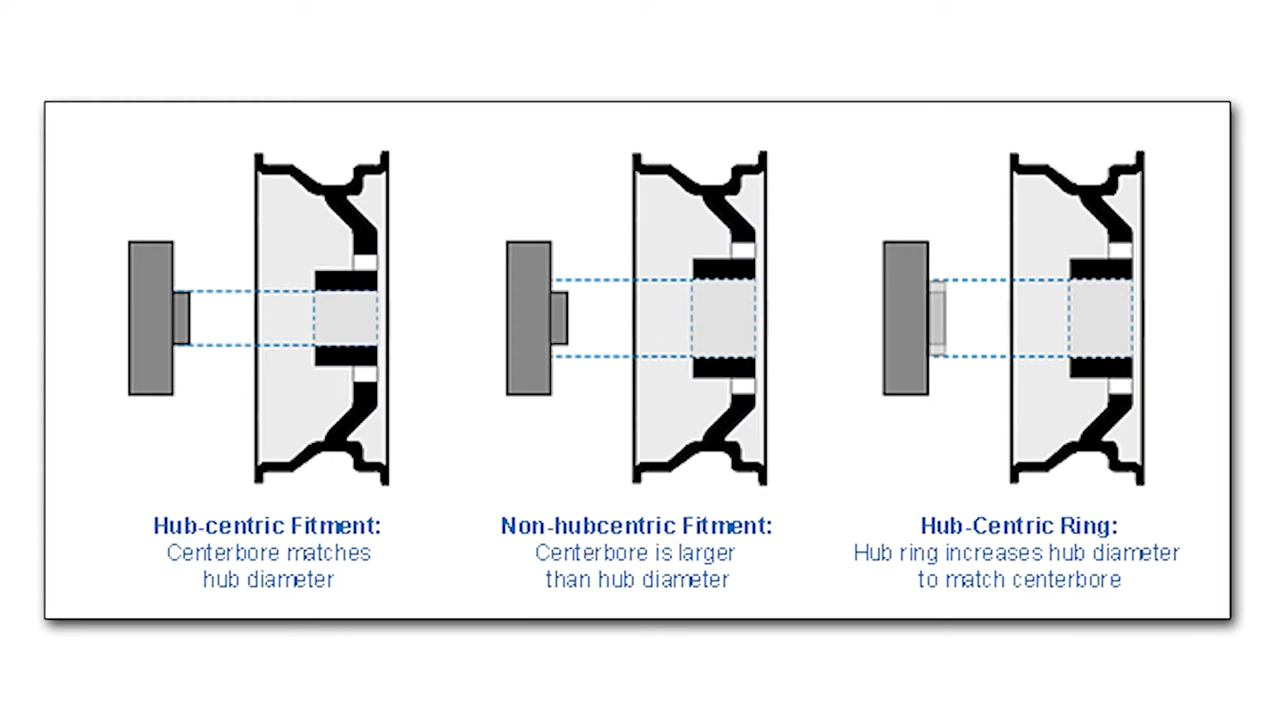 Hub-centric Fitment:
Centerbore matches
hub diameter
Non-hubcentric Fitment:
Centerbore is larger
than hub diameter
Hub-Centric Ring:
Hub ring increases hub diameter
to match centerbore